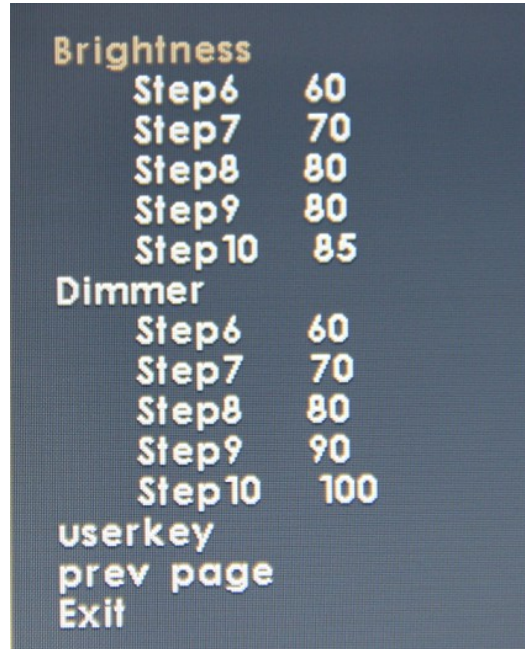 Brightness
Step6 60
Step7 70
Step8 80
Step9 80
Step10 85
Dimmer
Step6 60
Step7 70
Step8 80
Step9 90
Step10 100
userkey
prev page
Exit